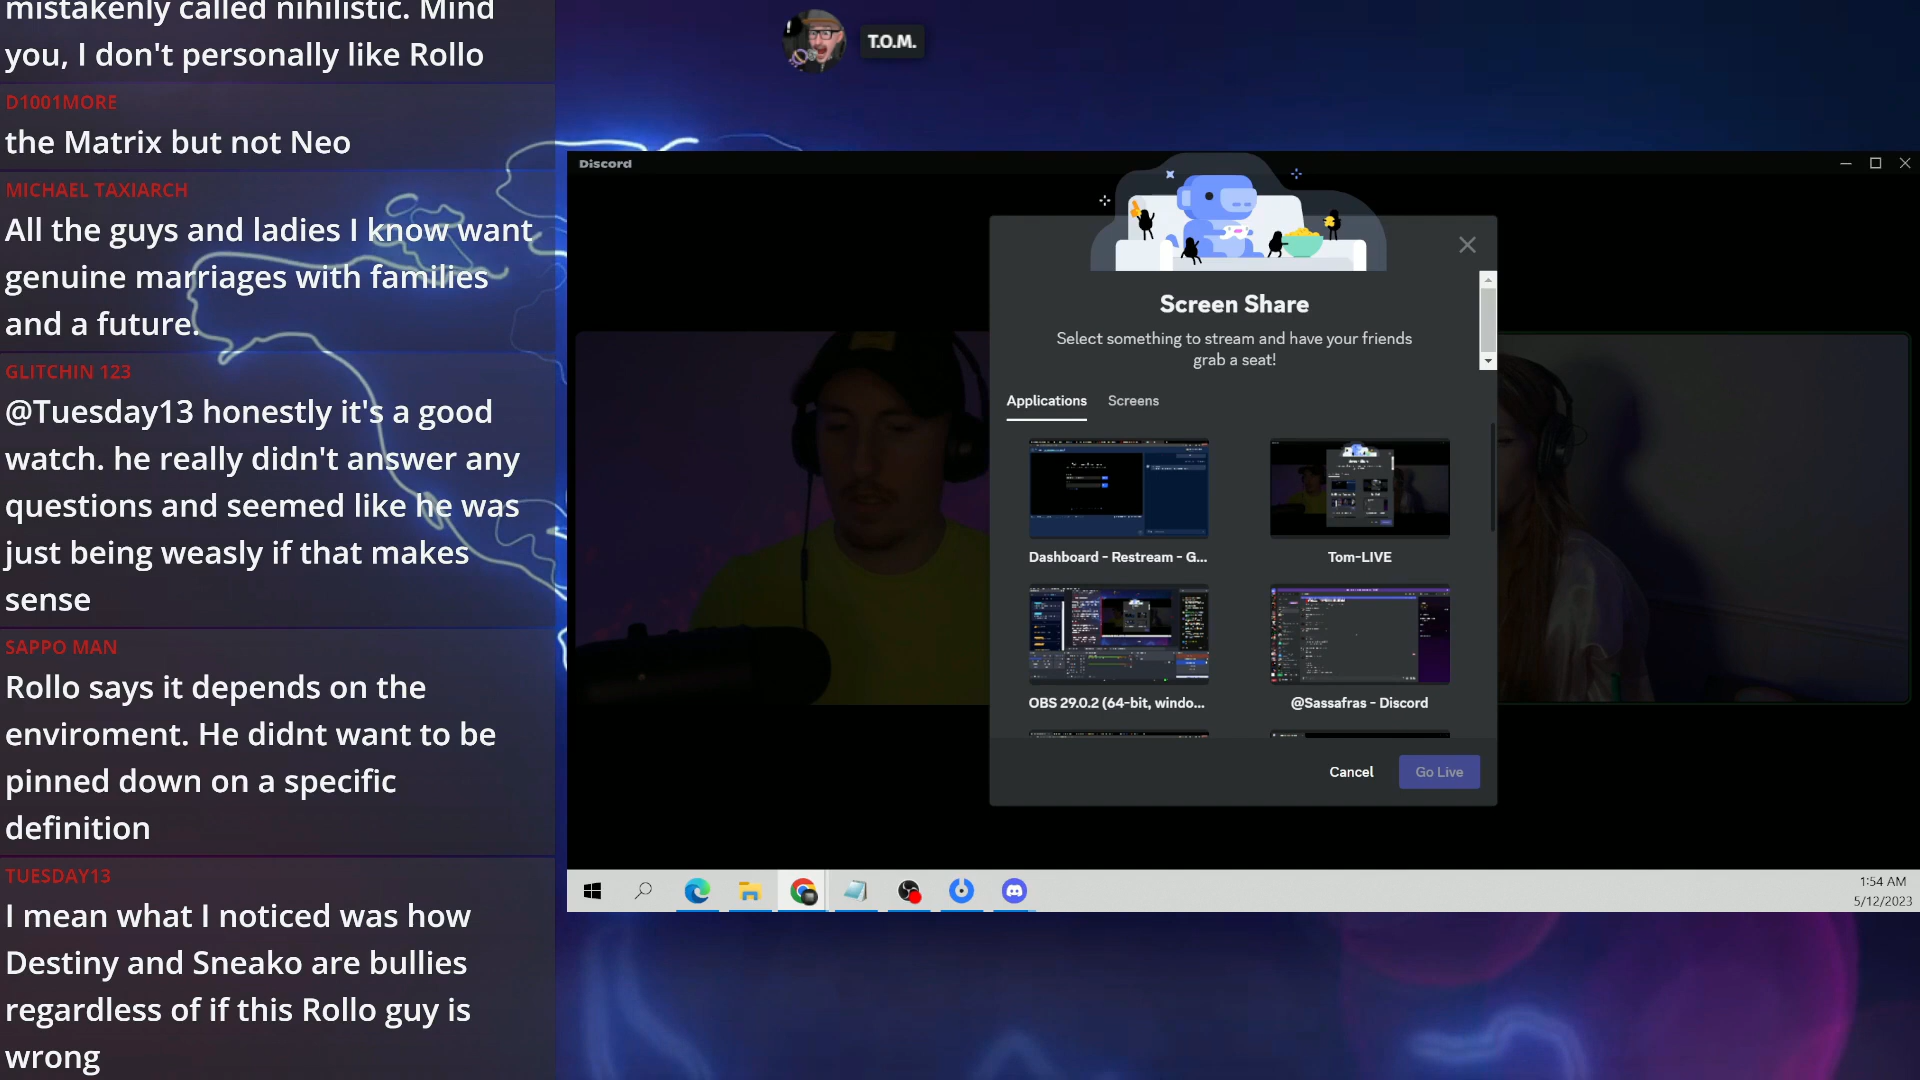 mistakenly called nihilistic. Mind
you, I don't personally like Rollo
D1001MORE
the Matrix but not Neo
MICHAEL TAXIARCH
All the guys and ladies I know want
genuine marriages with families
and a future.
GLITCHIN 123
@Tuesday13 honestly it's a good
watch. he really didn't answer any
questions and seemed like he was
just being weasly if that makes
sense
SAPPO MAN
Rollo says it depends on the
enviroment. He didnt want to be
pinned down on a specific
definition
TUESDAY13
I mean what I noticed was how
Destiny and Sneako are bullies
regardless of if this Rollo guy is
wrong
T.O.M.
Discord
Screen Share
Select something to stream and have your friends
grab a seat!
Applications Screens
Dashboard - Restream - G...
Tom-LIVE
OBS 29.0.2 (64-bit, windo...
@Sassafras - Discord
Cancel
Go Live
1:54 AM
5/12/2023